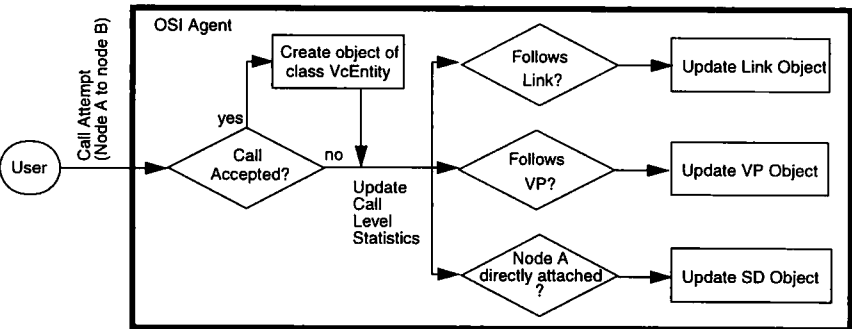 OSI Agent
User
Call Attempt
(Node A to node B)
Call
Accepted?
yes
no
Create object of
class VcEntity
Update
Call
Level
Statistics
Follows
Link?
Update Link Object
Follows
VP?
Update VP Object
Node A
directly attached
?
Update SD Object